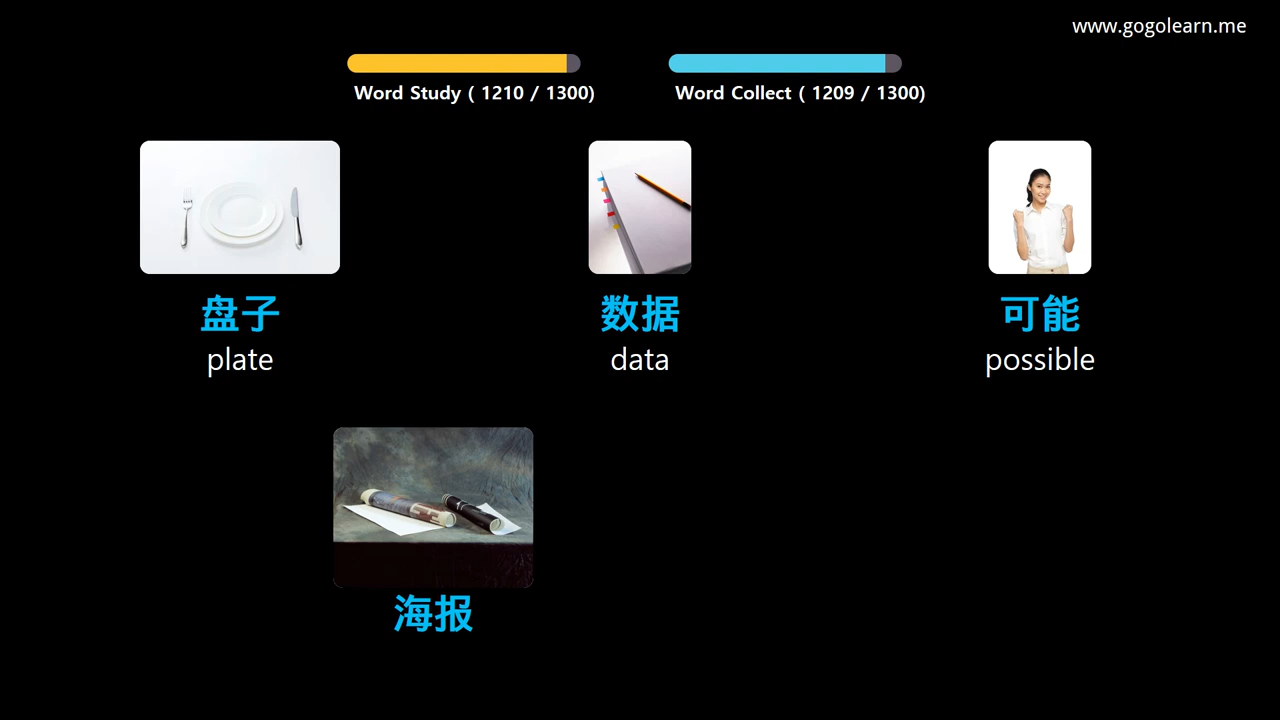 www.gogolearn.me
Word Study ( 1210 / 1300)
Word Collect ( 1209 / 1300)
盘子
plate
数据
data
可能
possible
海报